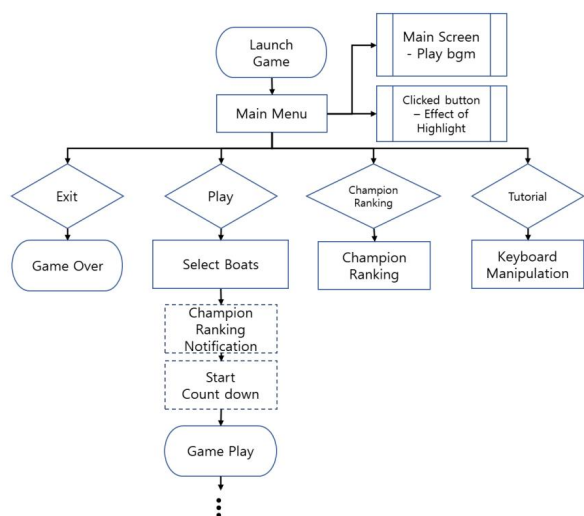 Launch
Game
Main Screen
- Play bgm
Main Menu
Clicked button
– Effect of
Highlight
Exit
Play
Champion
Ranking
Tutorial
Game Over
Select Boats
Champion
Ranking
Keyboard
Manipulation
Champion
Ranking
Notification
Start
Count down
Game Play